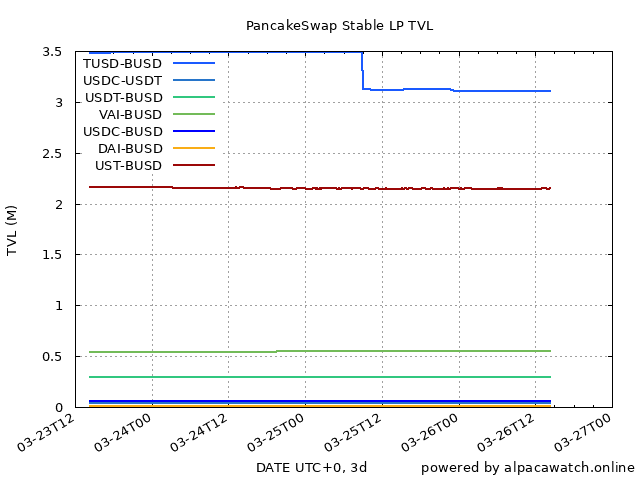 PancakeSwap Stable LP TVL
3.5
3
2.5
2
1.5
1
0.5
0
TVL (M)
TUSD-BUSD
USDC-USDT
USDT-BUSD
VAI-BUSD
USDC-BUSD
DAI-BUSD
UST-BUSD
03-23T12
03-24T00
03-24T12
03-25T00
03-25T12
03-26T00
03-26T12
03-27T00
DATE UTC+0, 3d
powered by alpacawatch.online